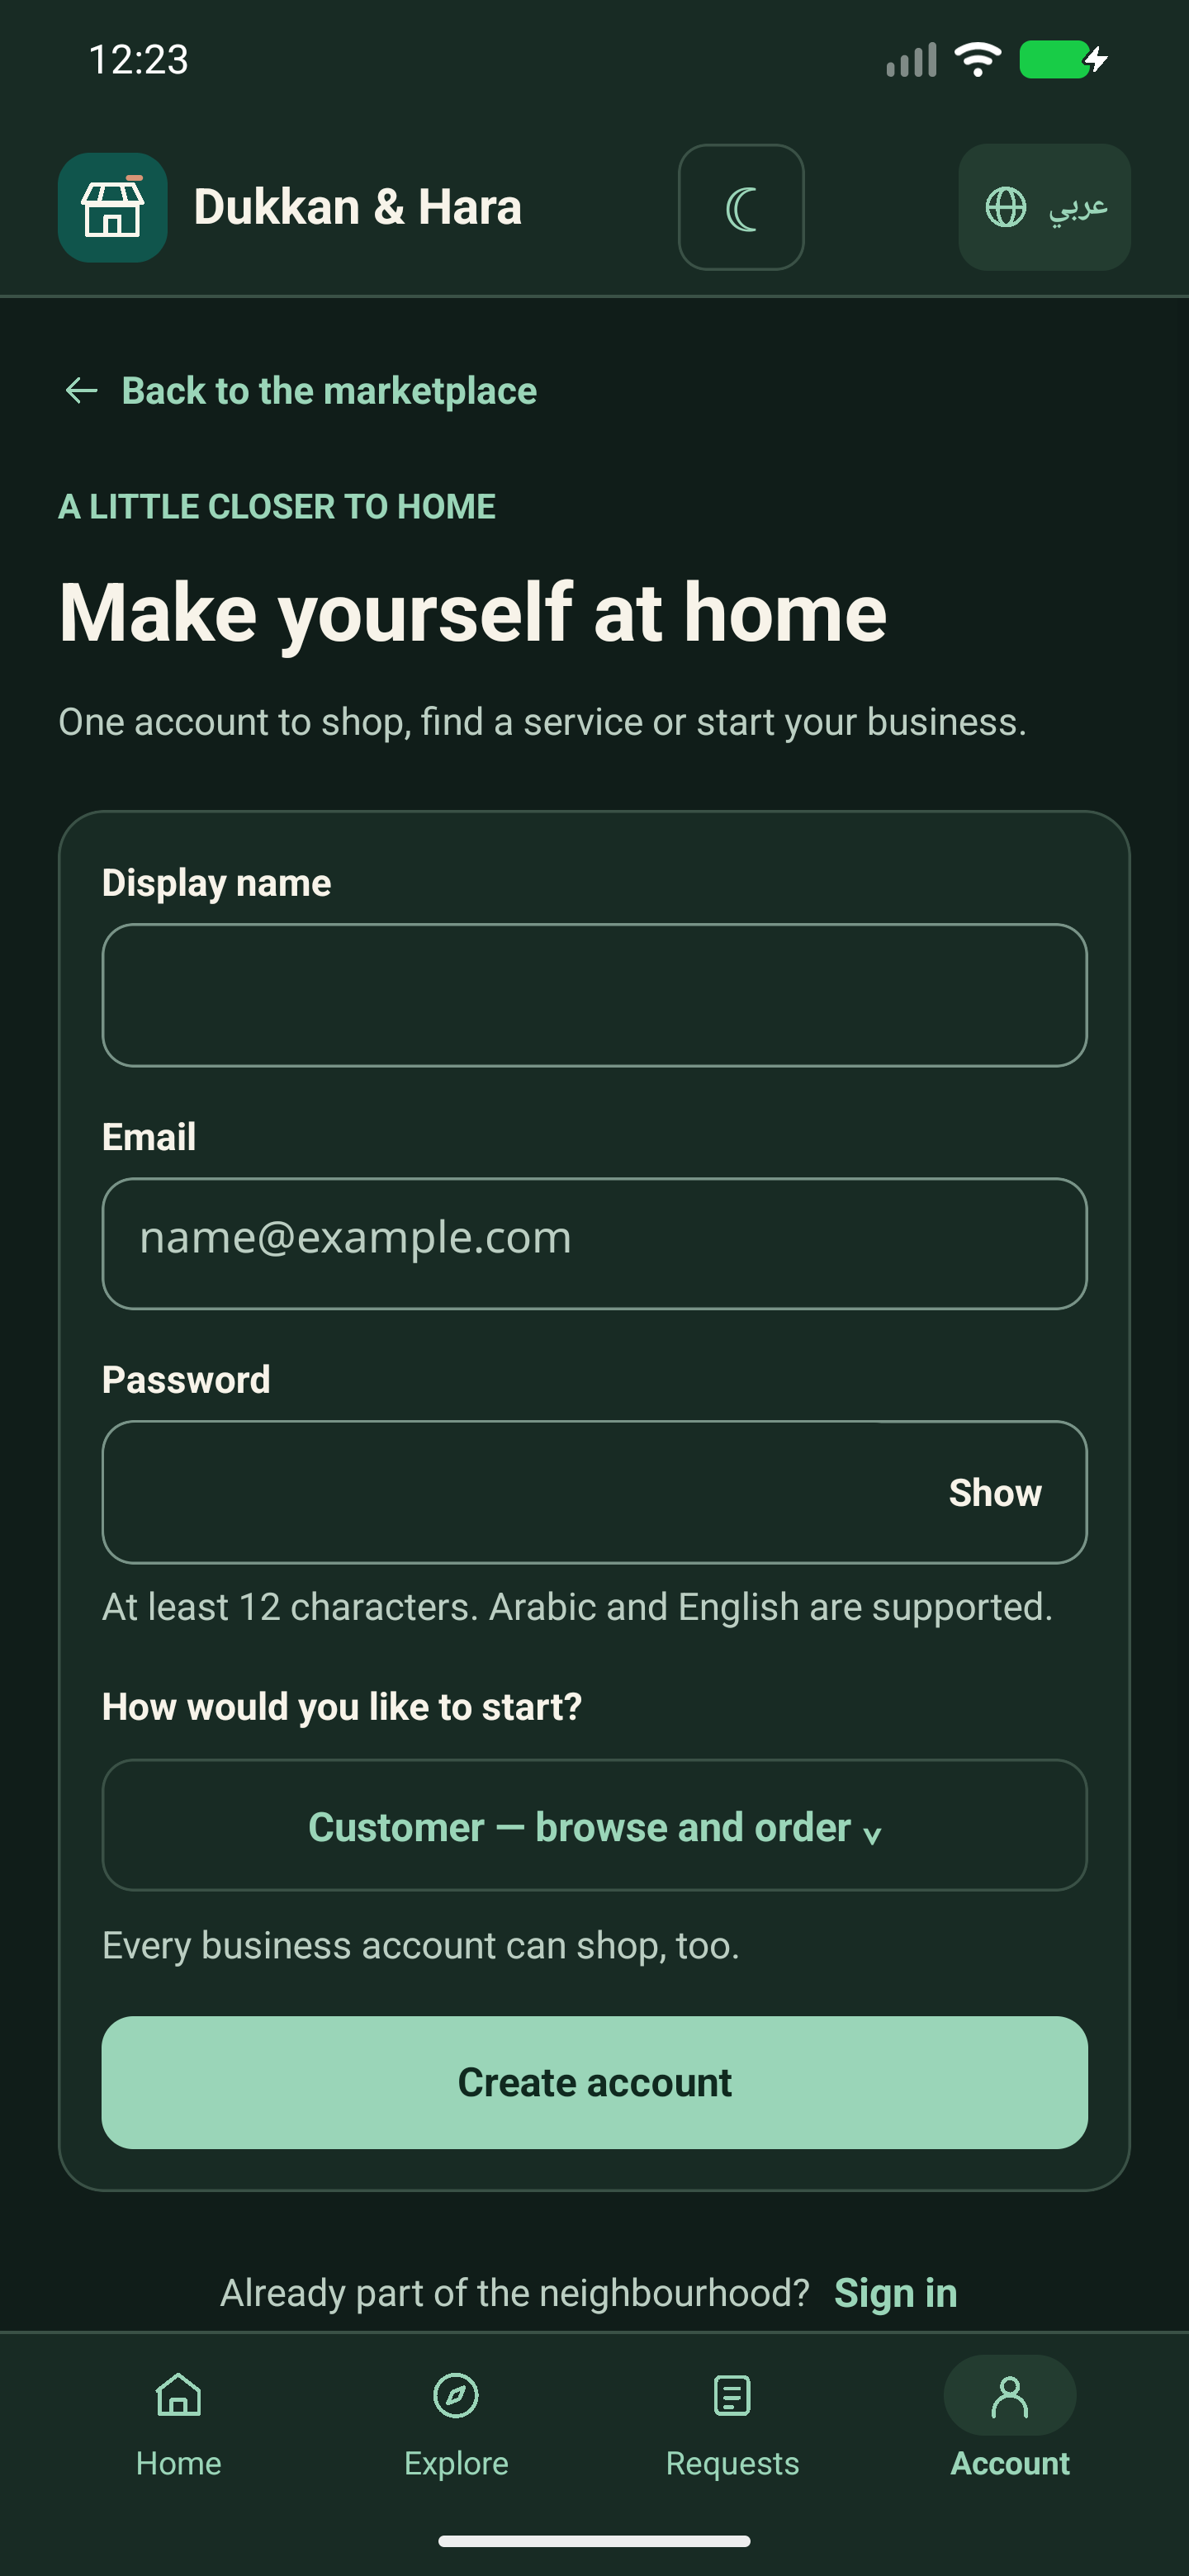 12:23
Dukkan & Hara
عربي
Back to the marketplace
A LITTLE CLOSER TO HOME
Make yourself at home
One account to shop, find a service or start your business.
Display name
Email
name@example.com
Password
Show
At least 12 characters. Arabic and English are supported.
How would you like to start?
Customer — browse and order
Every business account can shop, too.
Create account
Already part of the neighbourhood? Sign in
Home
Explore
Requests
Account